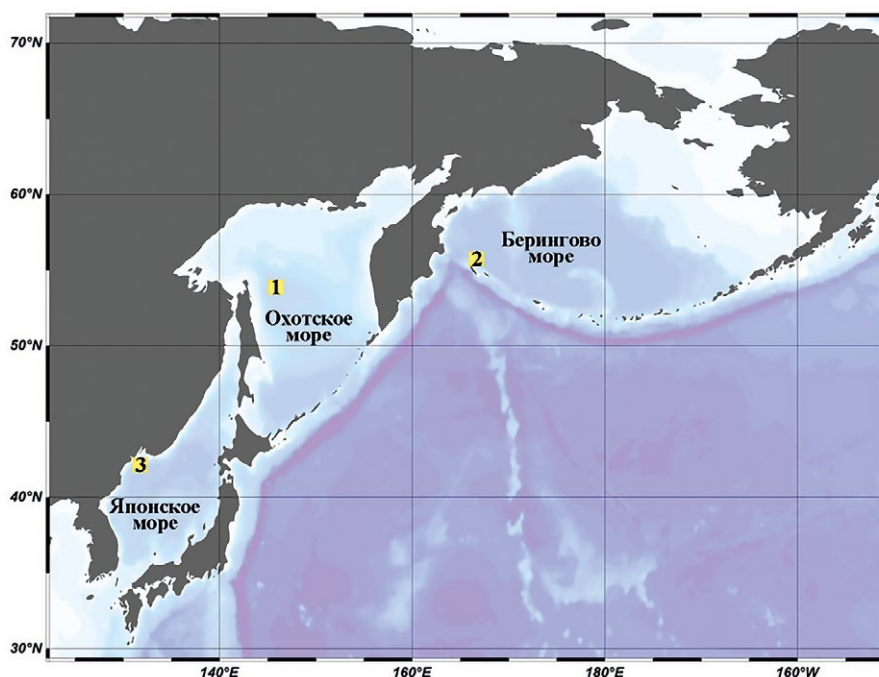 70°N
60°N
2
Берингово
море
1
Охотское
море
50°N
3
40°N
Японское
море
30°N
140°E
160°E
180°E
160°W